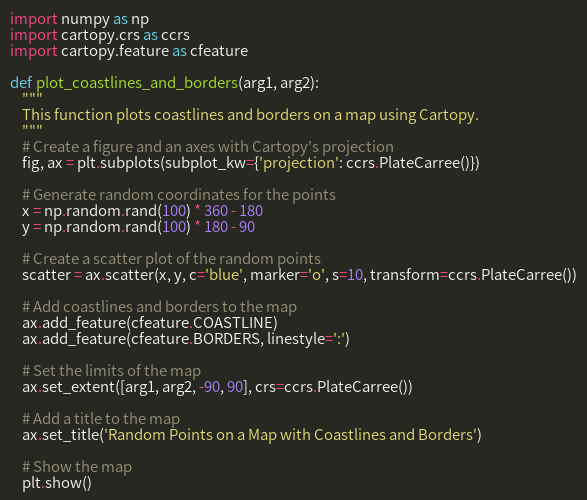 import numpy as np
import cartopy.crs as ccrs
import cartopy.feature as cfeature

def plot_coastlines_and_borders(arg1, arg2):
    """
    This function plots coastlines and borders on a map using Cartopy.
    """
    # Create a figure and an axes with Cartopy's projection
    fig, ax = plt.subplots(subplot_kw={'projection': ccrs.PlateCarree()})

    # Generate random coordinates for the points
    x = np.random.rand(100) * 360 - 180
    y = np.random.rand(100) * 180 - 90

    # Create a scatter plot of the random points
    scatter = ax.scatter(x, y, c='blue', marker='o', s=10, transform=ccrs.PlateCarree())

    # Add coastlines and borders to the map
    ax.add_feature(cfeature.COASTLINE)
    ax.add_feature(cfeature.BORDERS, linestyle=':')

    # Set the limits of the map
    ax.set_extent([arg1, arg2, -90, 90], crs=ccrs.PlateCarree())

    # Add a title to the map
    ax.set_title('Random Points on a Map with Coastlines and Borders')

    # Show the map
    plt.show()